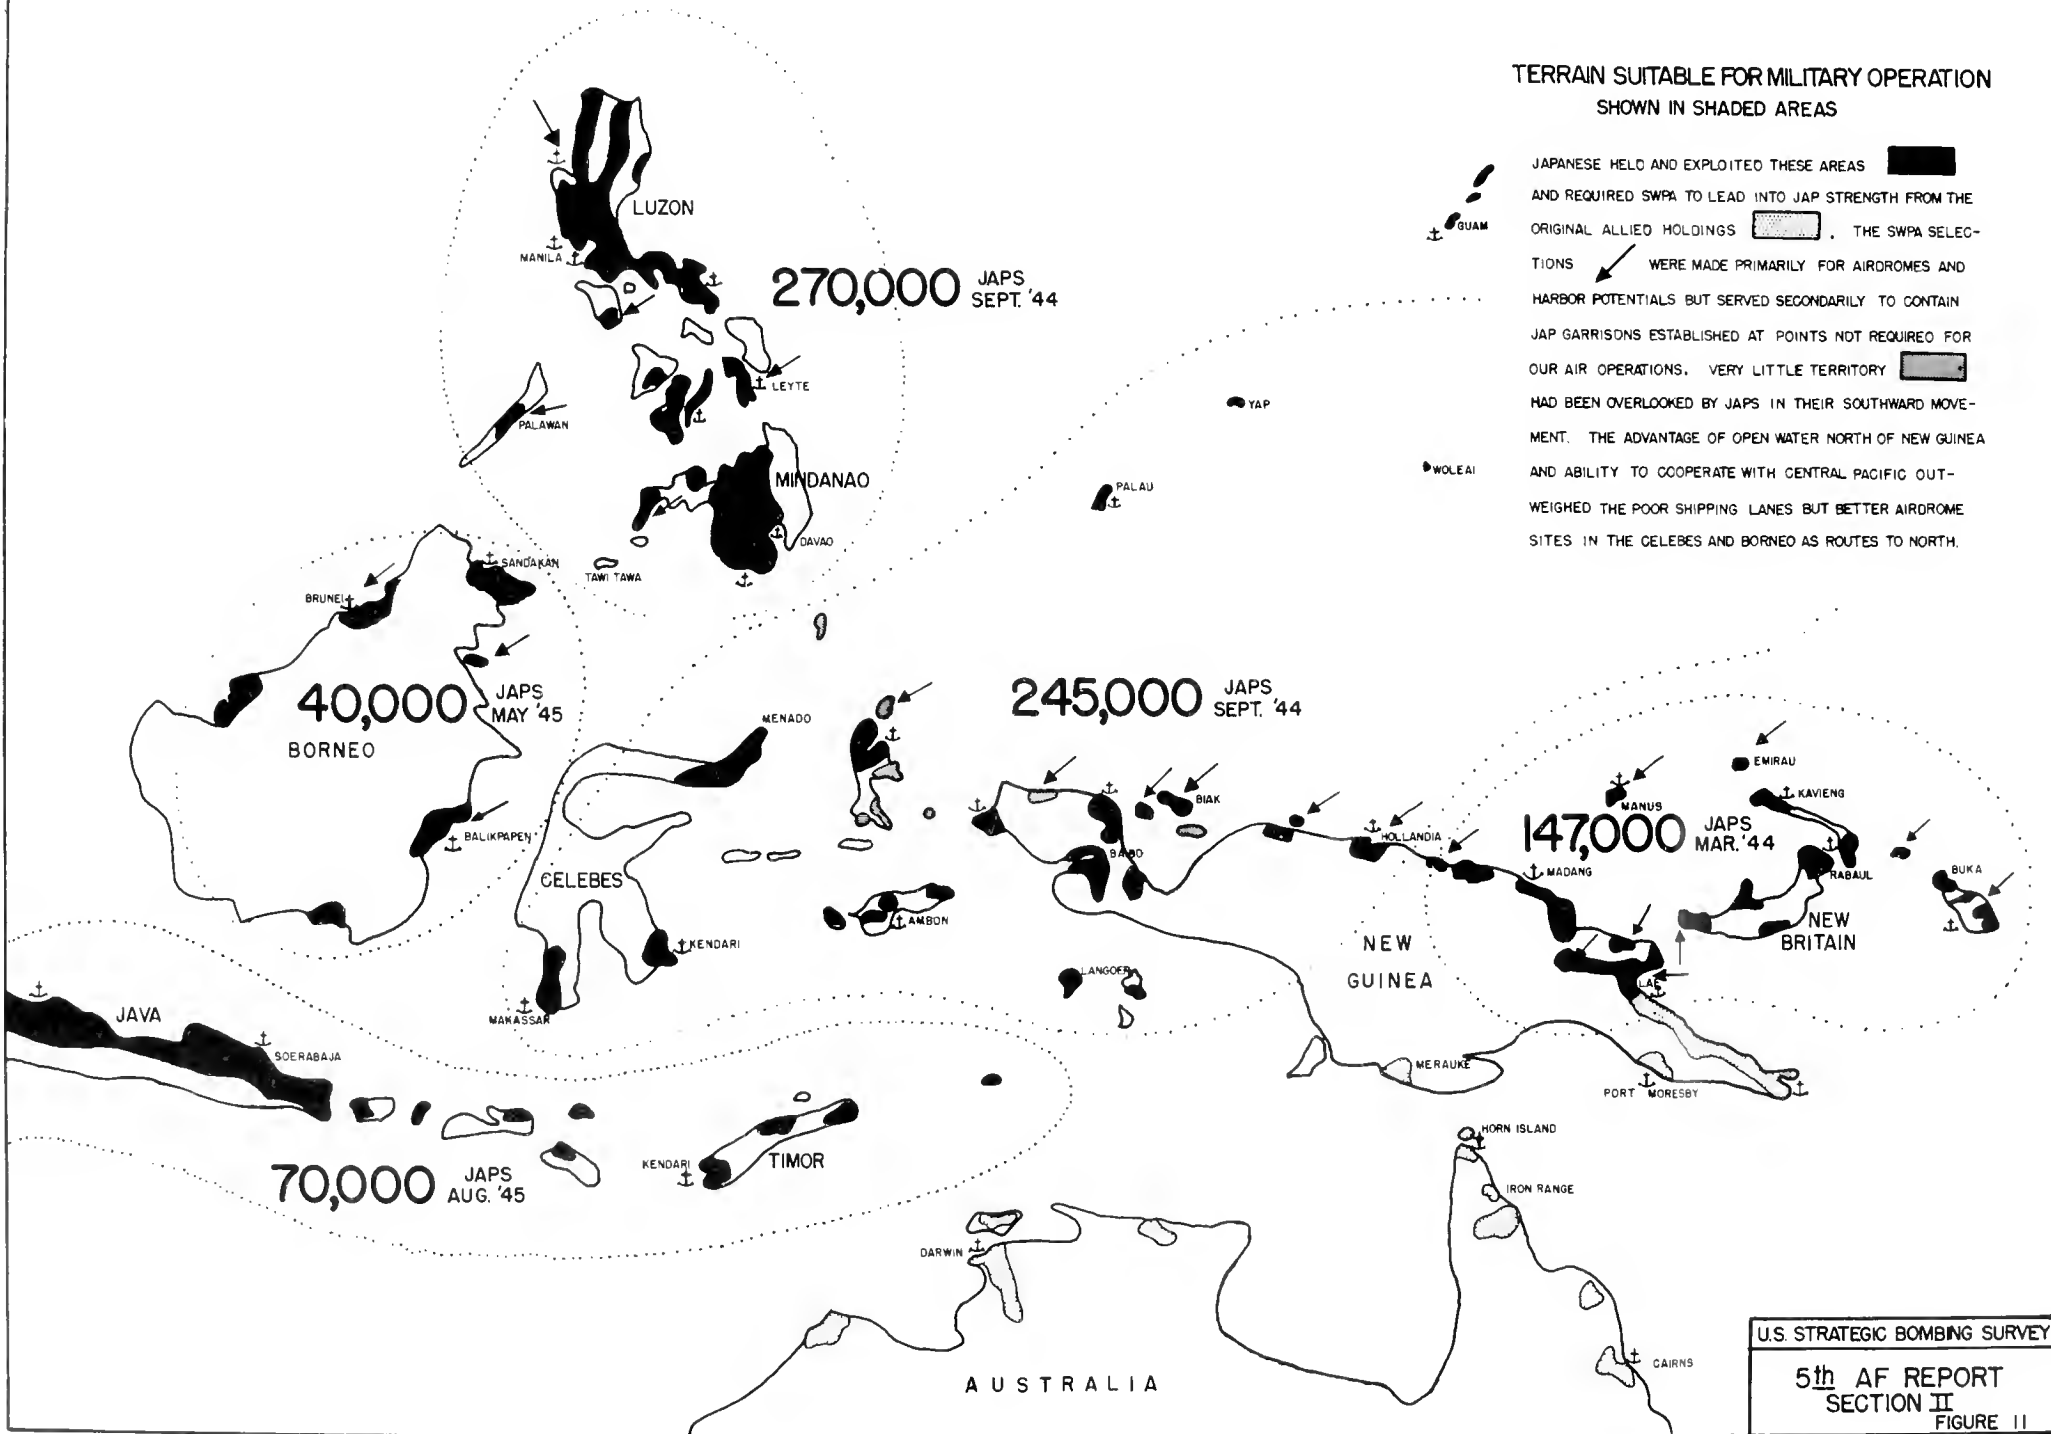 TERRAIN SUITABLE FOR MILITARY OPERATION
SHOWN IN SHADED AREAS
JAPANESE HELD AND EXPLOITED THESE AREAS
AND REQUIRED SWPA TO LEAD INTO JAP STRENGTH FROM THE
ORIGINAL ALLIED HOLDINGS . THE SWPA SELEC-
TIONS WERE MADE PRIMARILY FOR AIRDROMES AND
HARBOR POTENTIALS BUT SERVED SECONDARILY TO CONTAIN
JAP GARRISONS ESTABLISHED AT POINTS NOT REQUIRED FOR
OUR AIR OPERATIONS. VERY LITTLE TERRITORY
HAD BEEN OVERLOOKED BY JAPS IN THEIR SOUTHWARD MOVE-
MENT. THE ADVANTAGE OF OPEN WATER NORTH OF NEW GUINEA
AND ABILITY TO COOPERATE WITH CENTRAL PACIFIC OUT-
WEIGHED THE POOR SHIPPING LANES BUT BETTER AIRDROME
SITES IN THE CELEBES AND BORNEO AS ROUTES TO NORTH.
LUZON
GUAM
MANILA
270,000 JAPS
SEPT. '44
LEYTE
YAP
PALAWAN
WOLEAI
MINDANAO
PALAU
DAVAO
SANDAKAN
TAWI TAWA
BRUNEI
40,000 JAPS
MAY '45
BORNEO
245,000 JAPS
SEPT. '44
MENADO
EMIRAU
KAVIENG
MANUS
BIAK
147,000 JAPS
MAR. '44
HOLLANDIA
BALIKPAPEN
BABO
MADANG
RABAUL
BUKA
CELEBES
AMBON
NEW
BRITAIN
KENDARI
NEW
GUINEA
LANGOER
LAE
MAKASSAR
JAVA
SOERABAJA
MERAUKE
PORT MORESBY
HORN ISLAND
KENDARI
TIMOR
70,000 JAPS
AUG. '45
IRON RANGE
DARWIN
CAIRNS
AUSTRALIA
U.S. STRATEGIC BOMBING SURVEY
5th AF REPORT
SECTION II
FIGURE 11